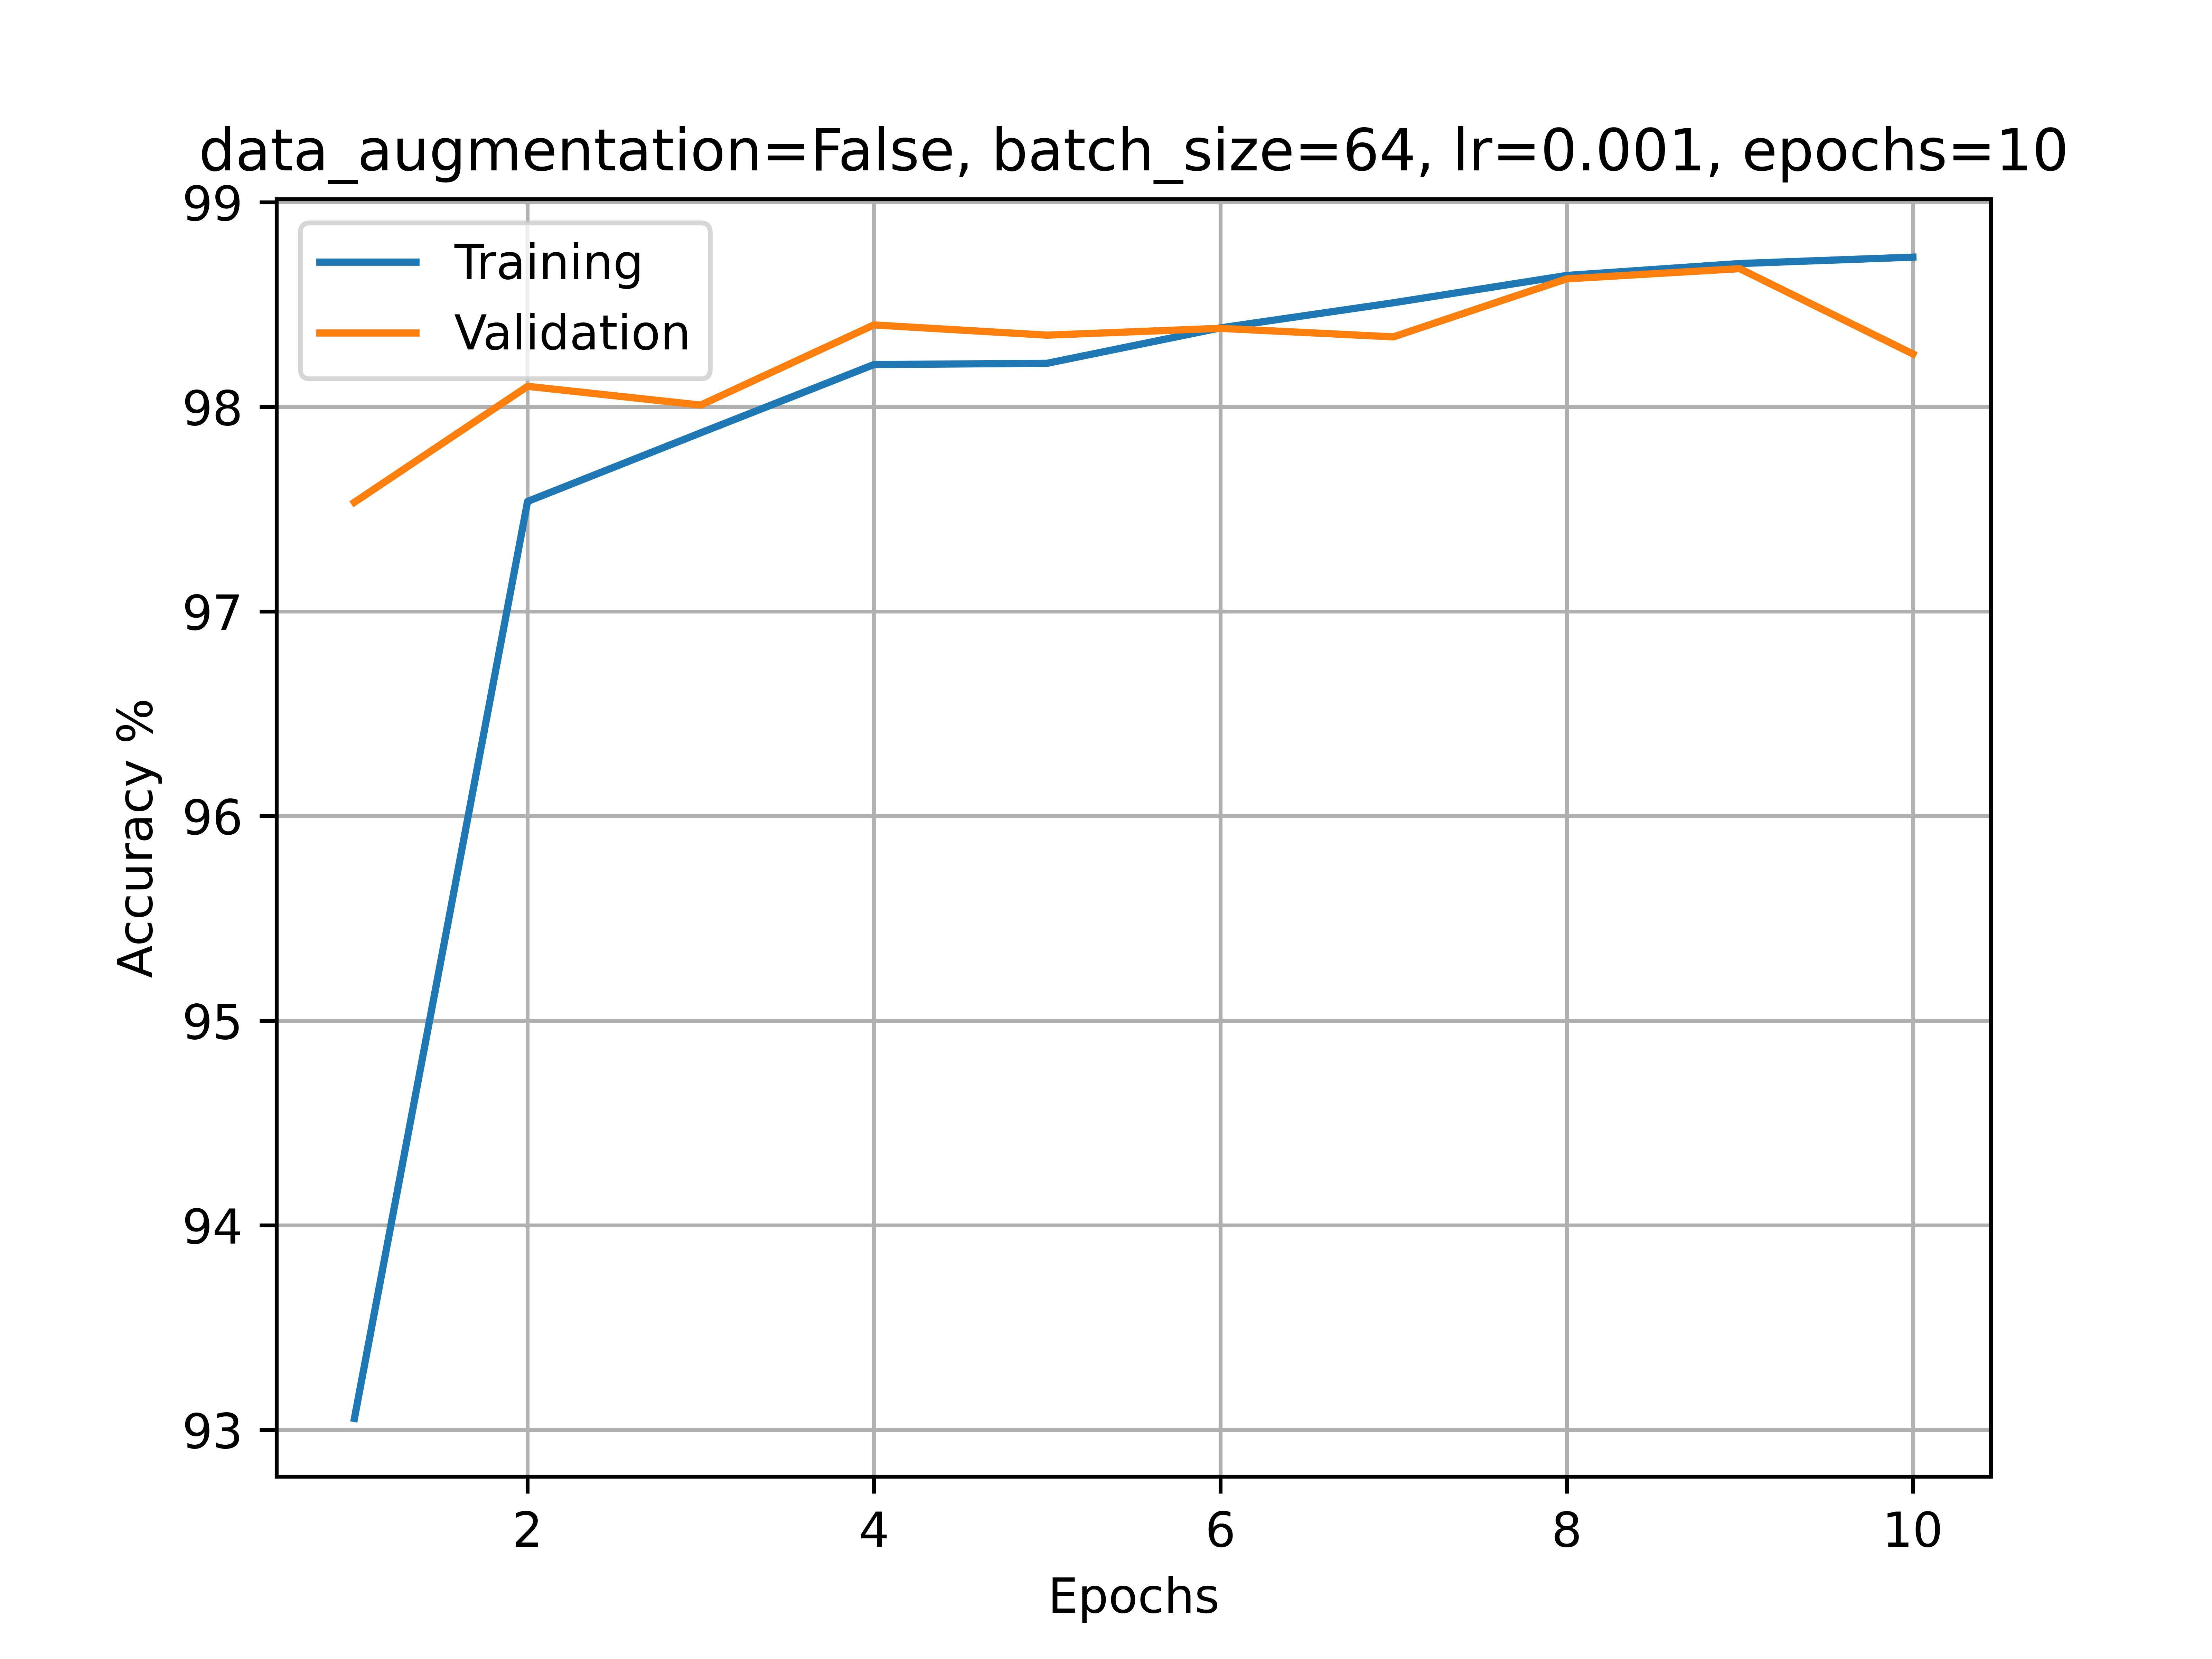 data_augmentation=False, batch_size=64, lr=0.001, epochs=10
99
98
97
96
95
94
93
Accuracy %
Training
Validation
2 4 6 8 10
Epochs